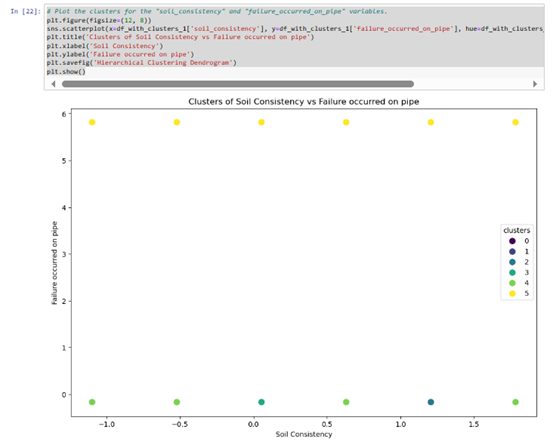 In [22]:
# Plot the clusters for the "soil_consistency" and "failure_occurred_on_pipe" variables.
plt.figure(figsize=(12, 8))
sns.scatterplot(x=df_with_clusters_1['soil_consistency'], y=df_with_clusters_1['failure_occurred_on_pipe'], hue=df_with_clusters_
plt.title('Clusters of Soil Consistency vs Failure occurred on pipe')
plt.xlabel('Soil Consistency')
plt.ylabel('Failure occurred on pipe')
plt.savefig('Hierarchical Clustering Dendrogram')
plt.show()
Clusters of Soil Consistency vs Failure occurred on pipe
6
5
4
3
2
1
0
Failure occurred on pipe
clusters
0
1
2
3
4
5
−1.0 −0.5 0.0 0.5 1.0 1.5
Soil Consistency